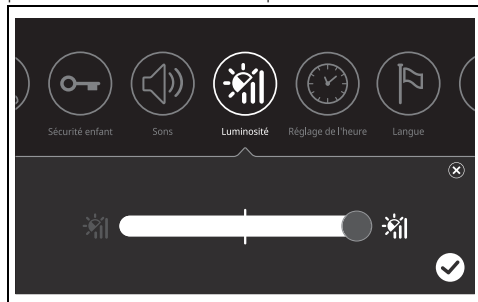 Sécurité enfant
Sons
Luminosité
Réglage de l'heure
Langue